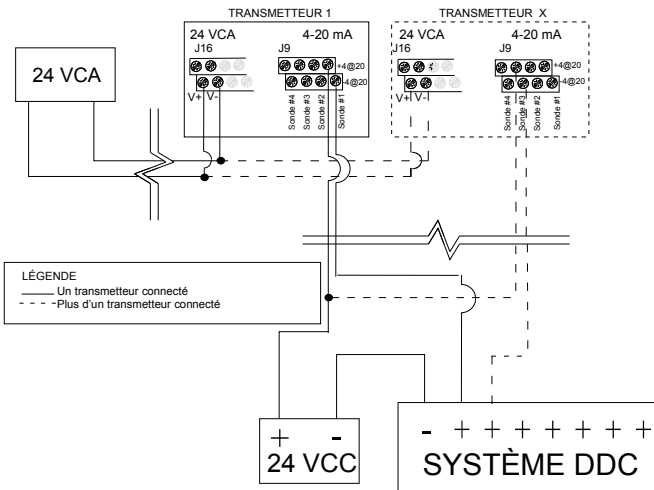 TRANSMETTEUR 1
24 VCA 4-20 mA
J16 J9
+4@20
-4@20
V+ V-
Sonde #4
Sonde #3
Sonde #2
Sonde #1
TRANSMETTEUR X
24 VCA 4-20 mA
J16 J9
+4@20
-4@20
V+ V-
Sonde #4
Sonde #3
Sonde #2
Sonde #1
24 VCA
LÉGENDE
Un transmetteur connecté
Plus d'un transmetteur connecté
+ -
24 VCC
- + + + + + + +
SYSTÈME DDC